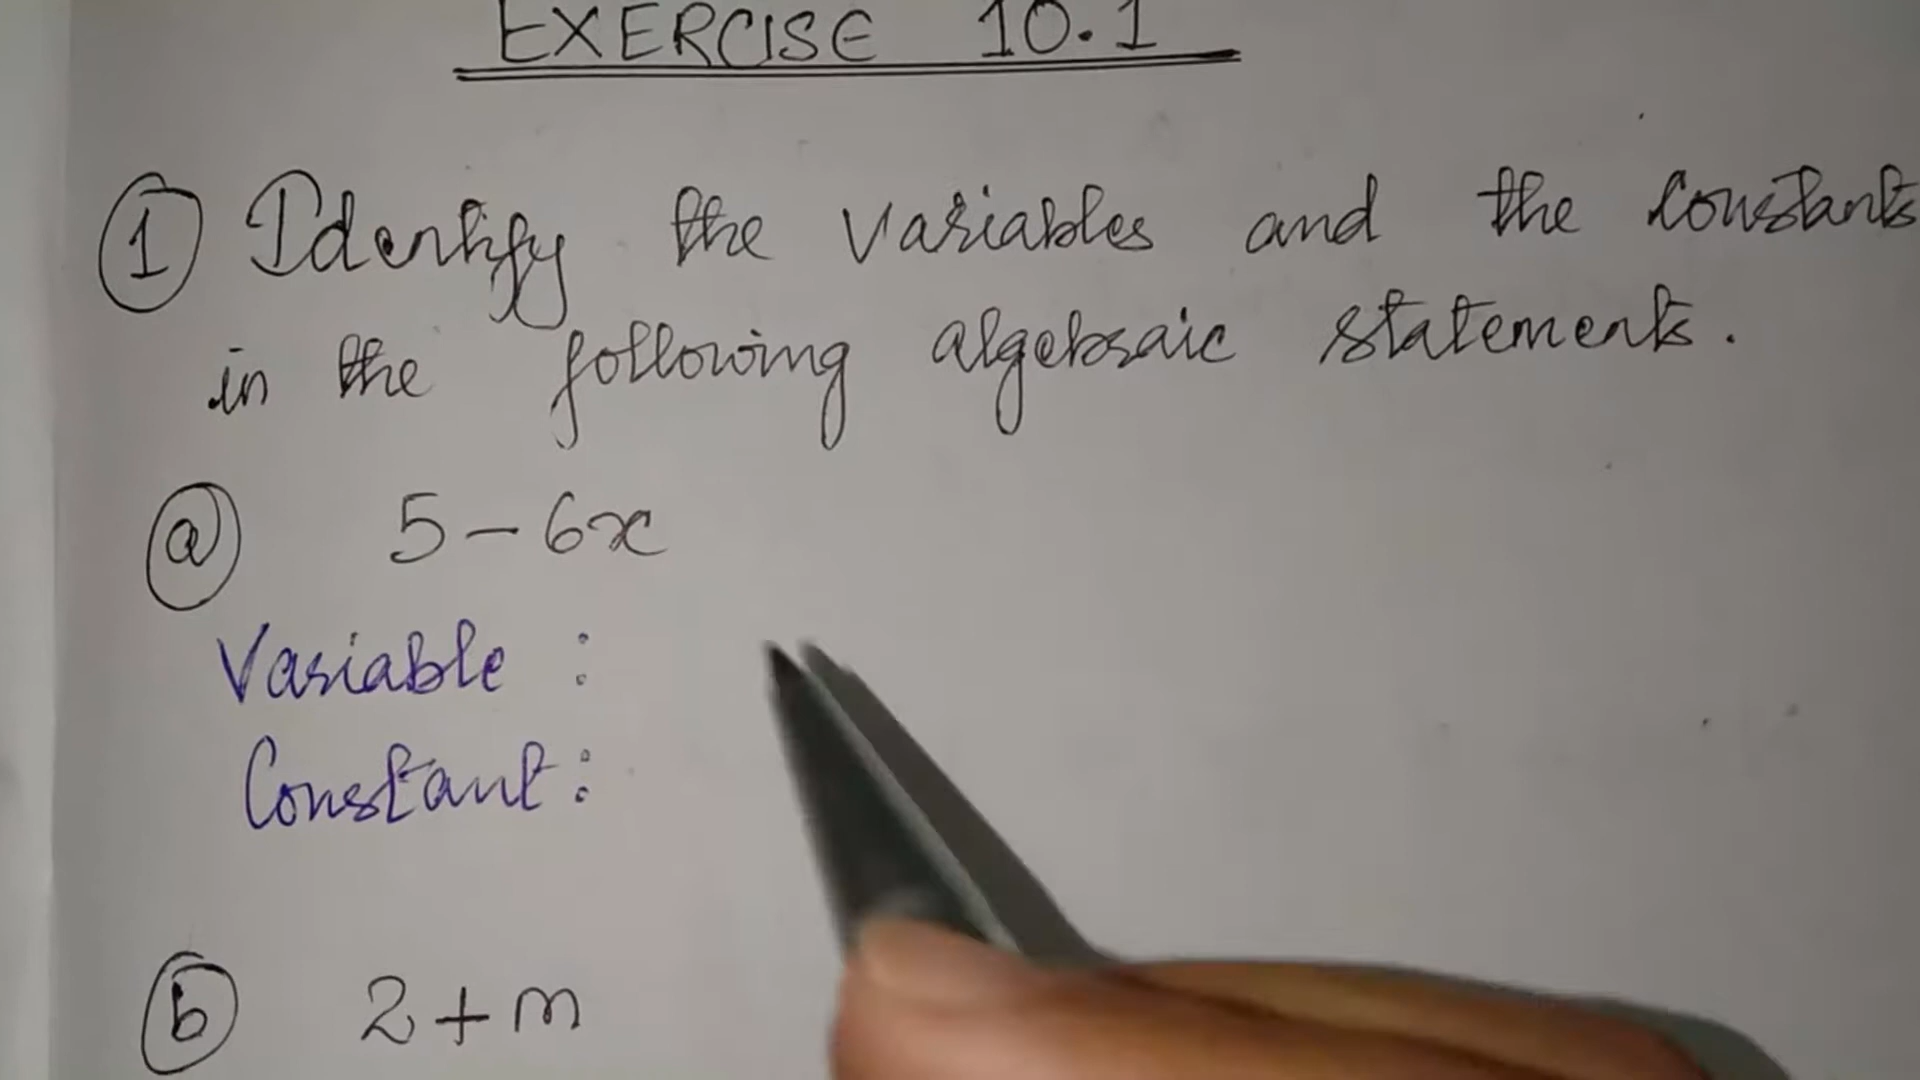 EXERCISE 10.1
① Identify the variables and the constants
in the following algebraic statements.
ⓐ 5 - 6x
Variable :
Constant :
ⓑ 2 + m